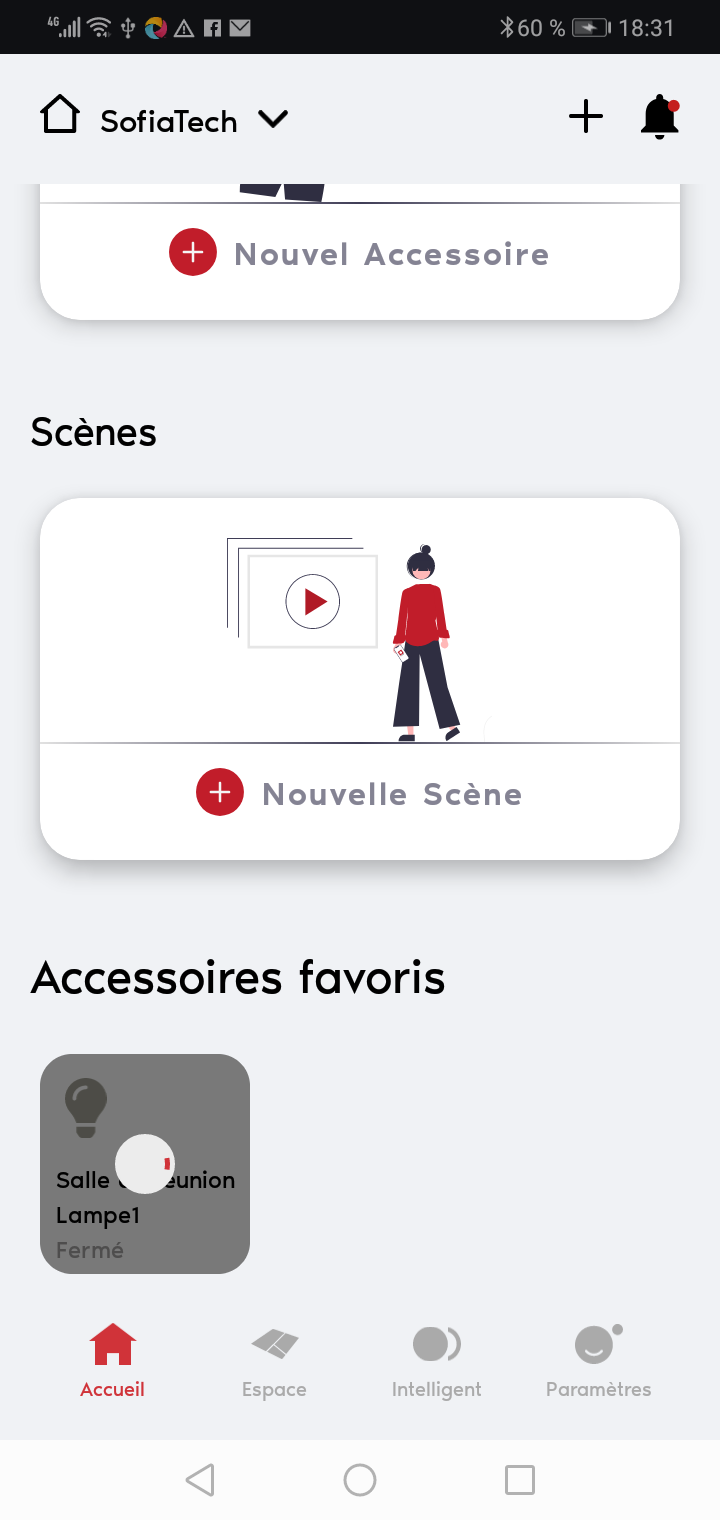 4G 60 % 18:31
SofiaTech
Nouvel Accessoire
Scènes
Nouvelle Scène
Accessoires favoris
Salle eunion
Lampe1
Fermé
Accueil Espace Intelligent Paramètres